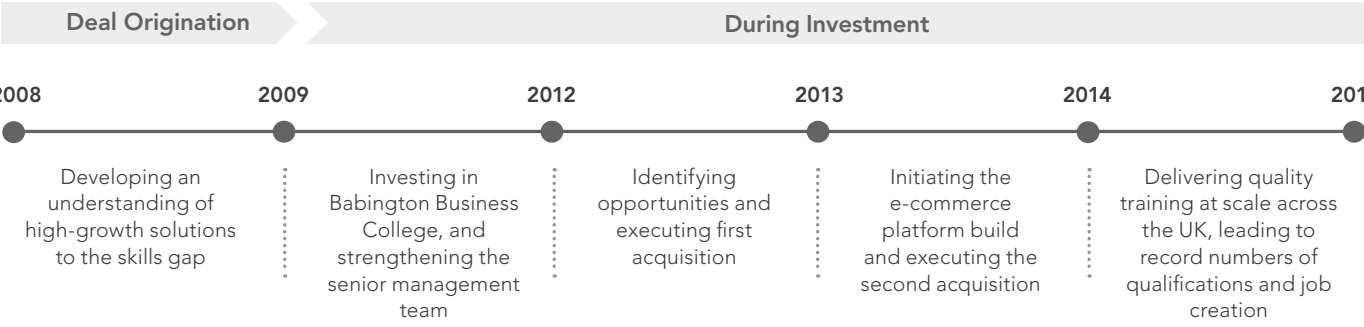 Deal Origination
During Investment
2009
2012
2013
2014
Developing an
understanding of
high-growth solutions
to the skills gap
Investing in
Babington Business
College, and
strengthening the
senior management
team
Identifying
opportunities and
executing first
acquisition
Initiating the
e-commerce
platform build
and executing the
second acquisition
Delivering quality
training at scale across
the UK, leading to
record numbers of
qualifications and job
creation